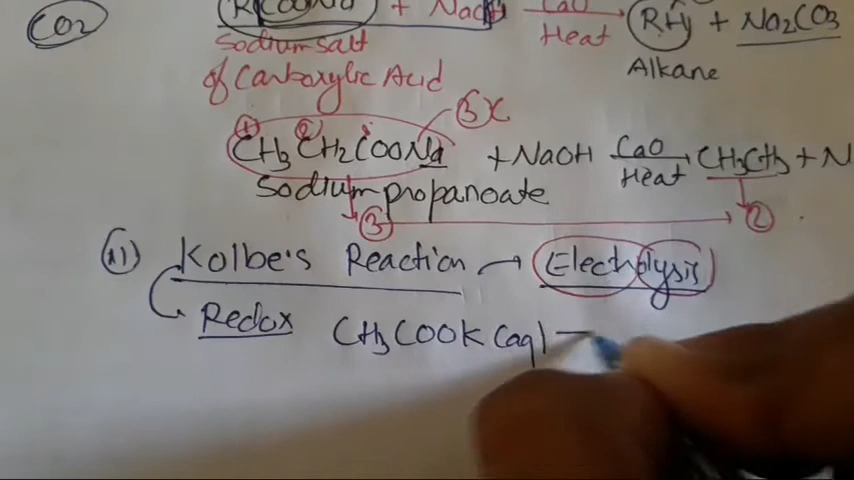 CO2
RCOONa + NaOH CaO Heat RH + Na2CO3
Sodium salt
of Carboxylic Acid
Alkane
3C
1 2
CH3CH2COONa + NaOH CaO Heat CH3CH3 + N
Sodium propanoate
3 2
(ii) Kolbe's Reaction → Electrolysis
Redox CH3COOK (aq)